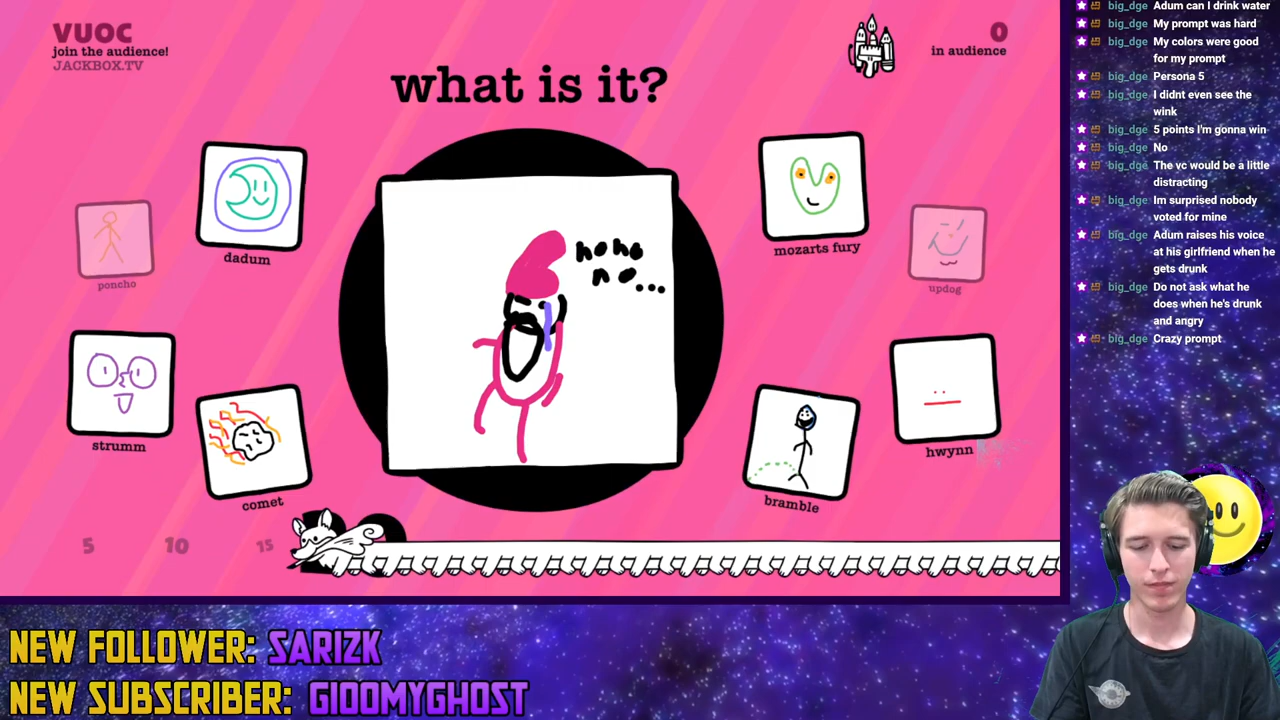 VUOC
join the audience!
JACKBOX.TV
0
in audience
what is it?
hoho
no...
poncho
dadum
strumm
comet
mozarts fury
updog
bramble
hwynn
5 10 15
big_dge Adum can I drink water
big_dge My prompt was hard
big_dge My colors were good
for my prompt
big_dge Persona 5
big_dge I didnt even see the
wink
big_dge 5 points I'm gonna win
big_dge No
big_dge The vc would be a little
distracting
big_dge Im surprised nobody
voted for mine
big_dge Adum raises his voice
at his girlfriend when he
gets drunk
big_dge Do not ask what he
does when he's drunk
and angry
big_dge Crazy prompt
NEW FOLLOWER: SARIZK
NEW SUBSCRIBER: GIOOMYGHOST